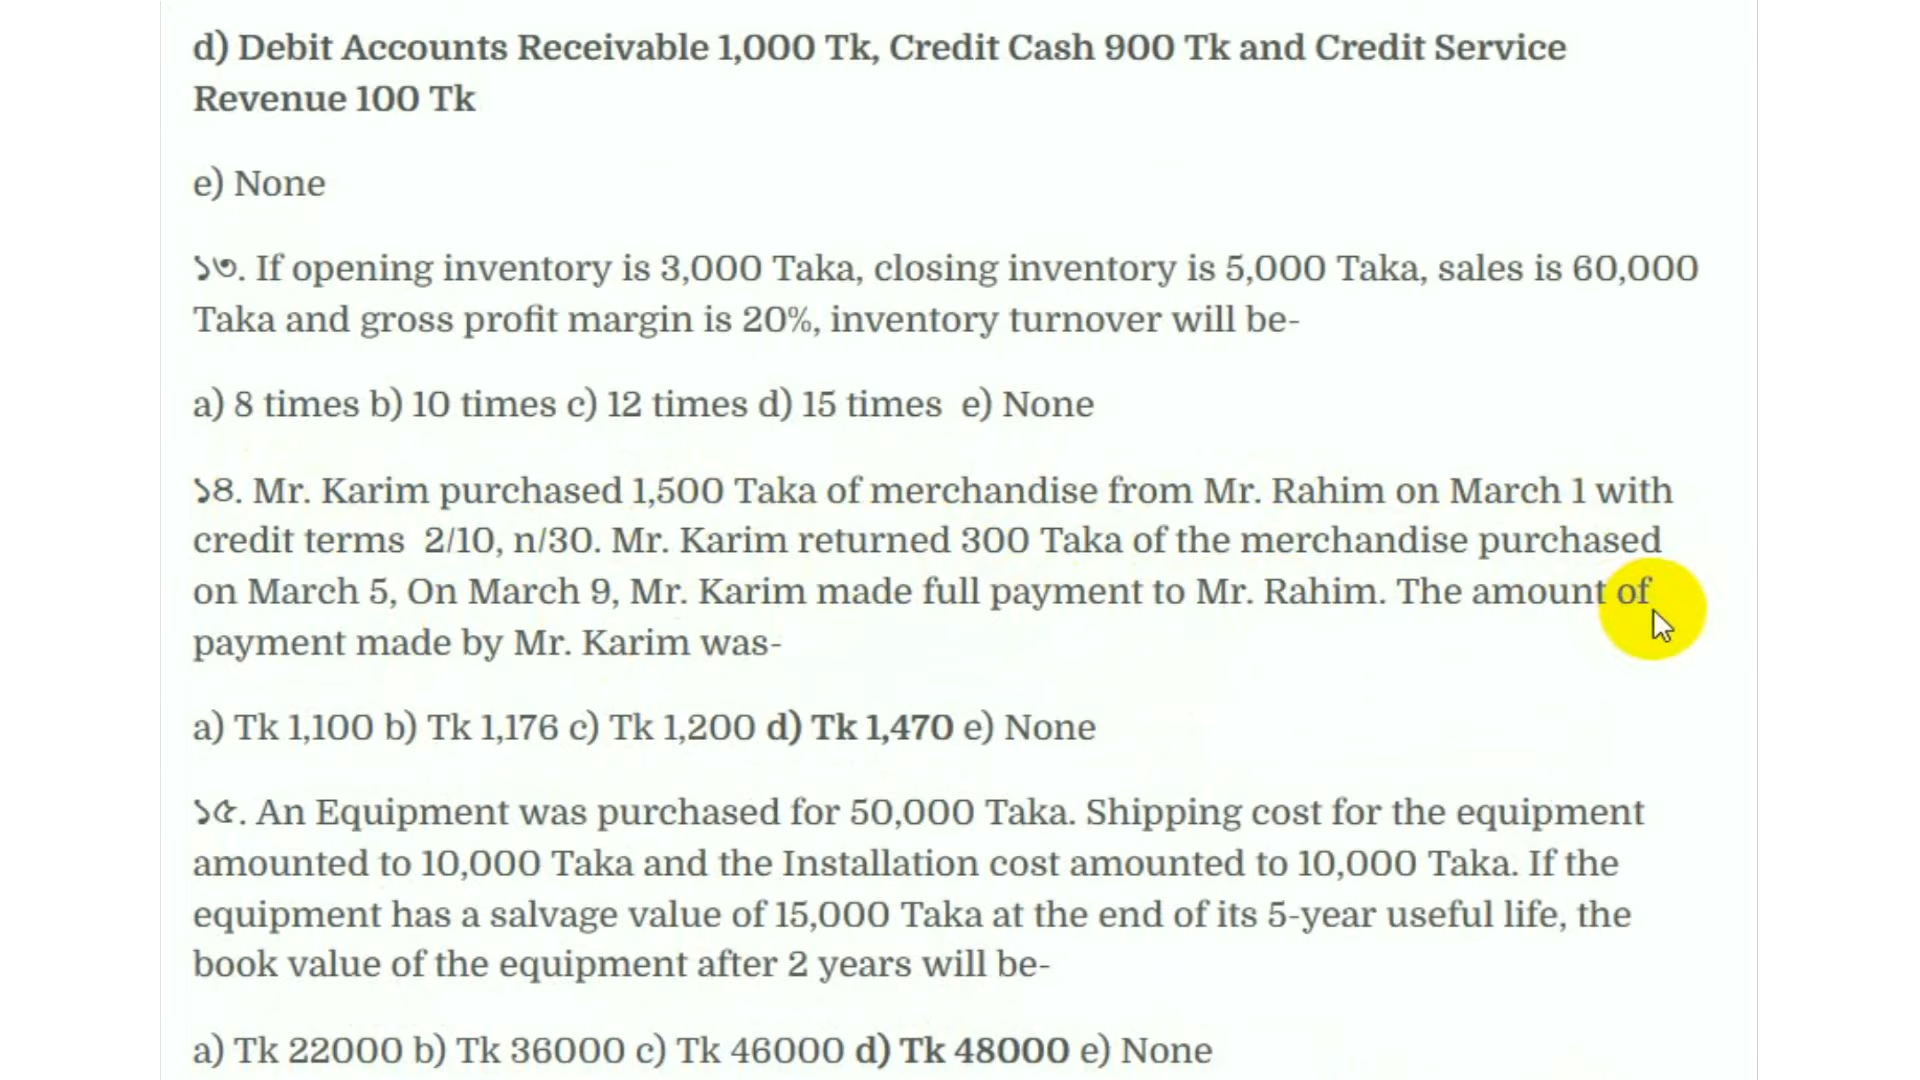 d) Debit Accounts Receivable 1,000 Tk, Credit Cash 900 Tk and Credit Service
Revenue 100 Tk
e) None
১৩. If opening inventory is 3,000 Taka, closing inventory is 5,000 Taka, sales is 60,000
Taka and gross profit margin is 20%, inventory turnover will be-
a) 8 times b) 10 times c) 12 times d) 15 times  e) None
১৪. Mr. Karim purchased 1,500 Taka of merchandise from Mr. Rahim on March 1 with
credit terms  2/10, n/30. Mr. Karim returned 300 Taka of the merchandise purchased
on March 5, On March 9, Mr. Karim made full payment to Mr. Rahim. The amount of
payment made by Mr. Karim was-
a) Tk 1,100 b) Tk 1,176 c) Tk 1,200 d) Tk 1,470 e) None
১৫. An Equipment was purchased for 50,000 Taka. Shipping cost for the equipment
amounted to 10,000 Taka and the Installation cost amounted to 10,000 Taka. If the
equipment has a salvage value of 15,000 Taka at the end of its 5-year useful life, the
book value of the equipment after 2 years will be-
a) Tk 22000 b) Tk 36000 c) Tk 46000 d) Tk 48000 e) None